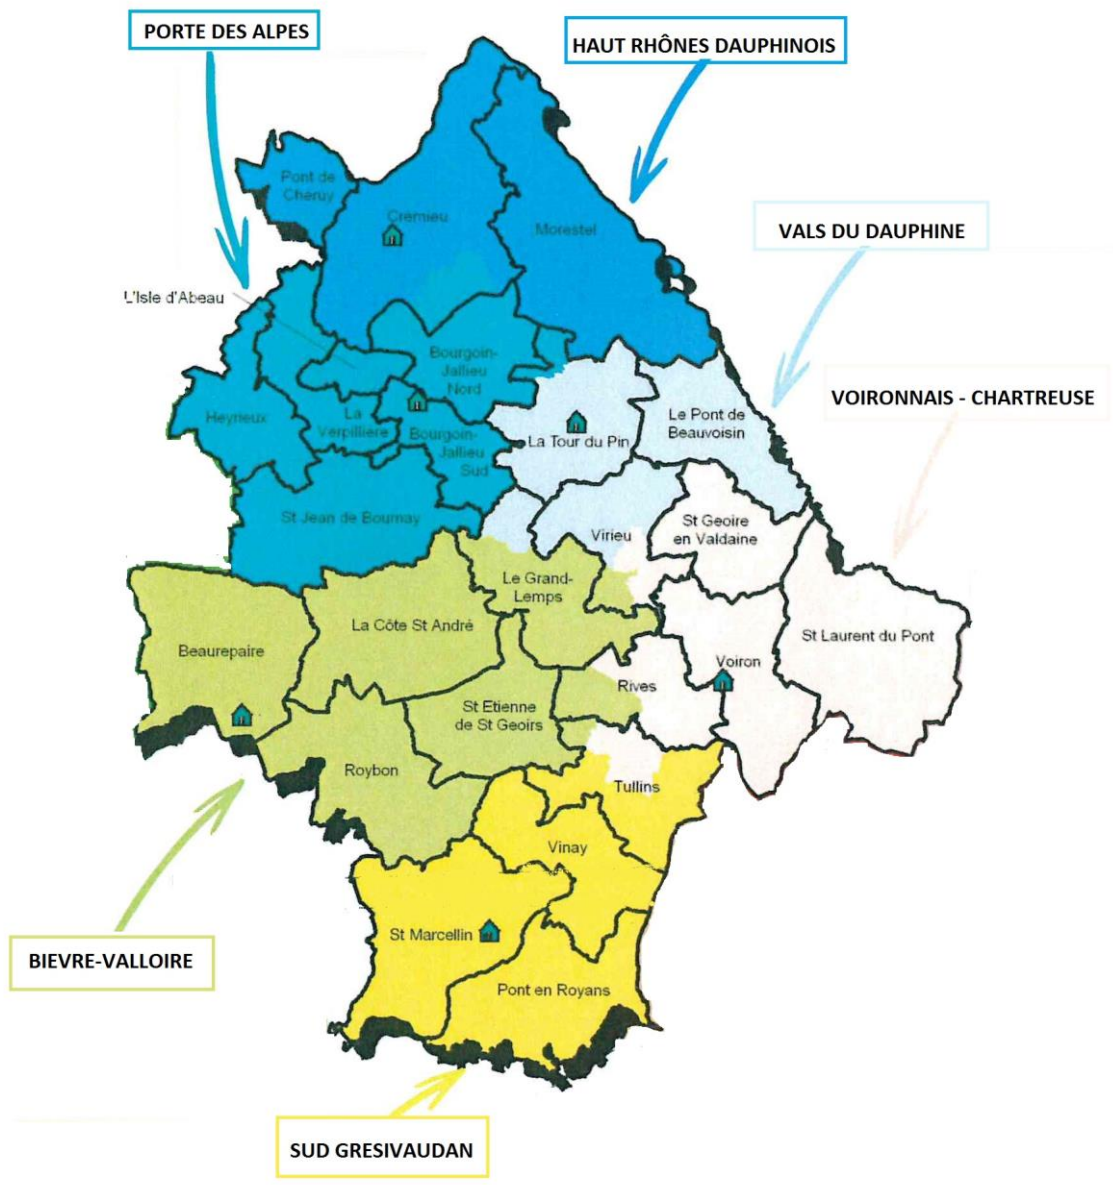 PORTE DES ALPES
HAUT RHÔNES DAUPHINOIS
Pont de
Cheruy
Crémieu
Morestel
VALS DU DAUPHINE
L'Isle d'Abeau
Bourgoin-
Jallieu
Nord
VOIRONNAIS - CHARTREUSE
Heyrieux
La
Verpilliere
Bourgoin-
Jallieu
Sud
La Tour du Pin
Le Pont de
Beauvoisin
St Jean de Bournay
Virieu
St Geoire
en Valdaine
Le Grand-
Lemps
La Côte St André
Beaurepaire
St Laurent du Pont
Voiron
Rives
St Etienne
de St Geoirs
Roybon
Tullins
Vinay
St Marcellin
BIEVRE-VALLOIRE
Pont en Royans
SUD GRESIVAUDAN